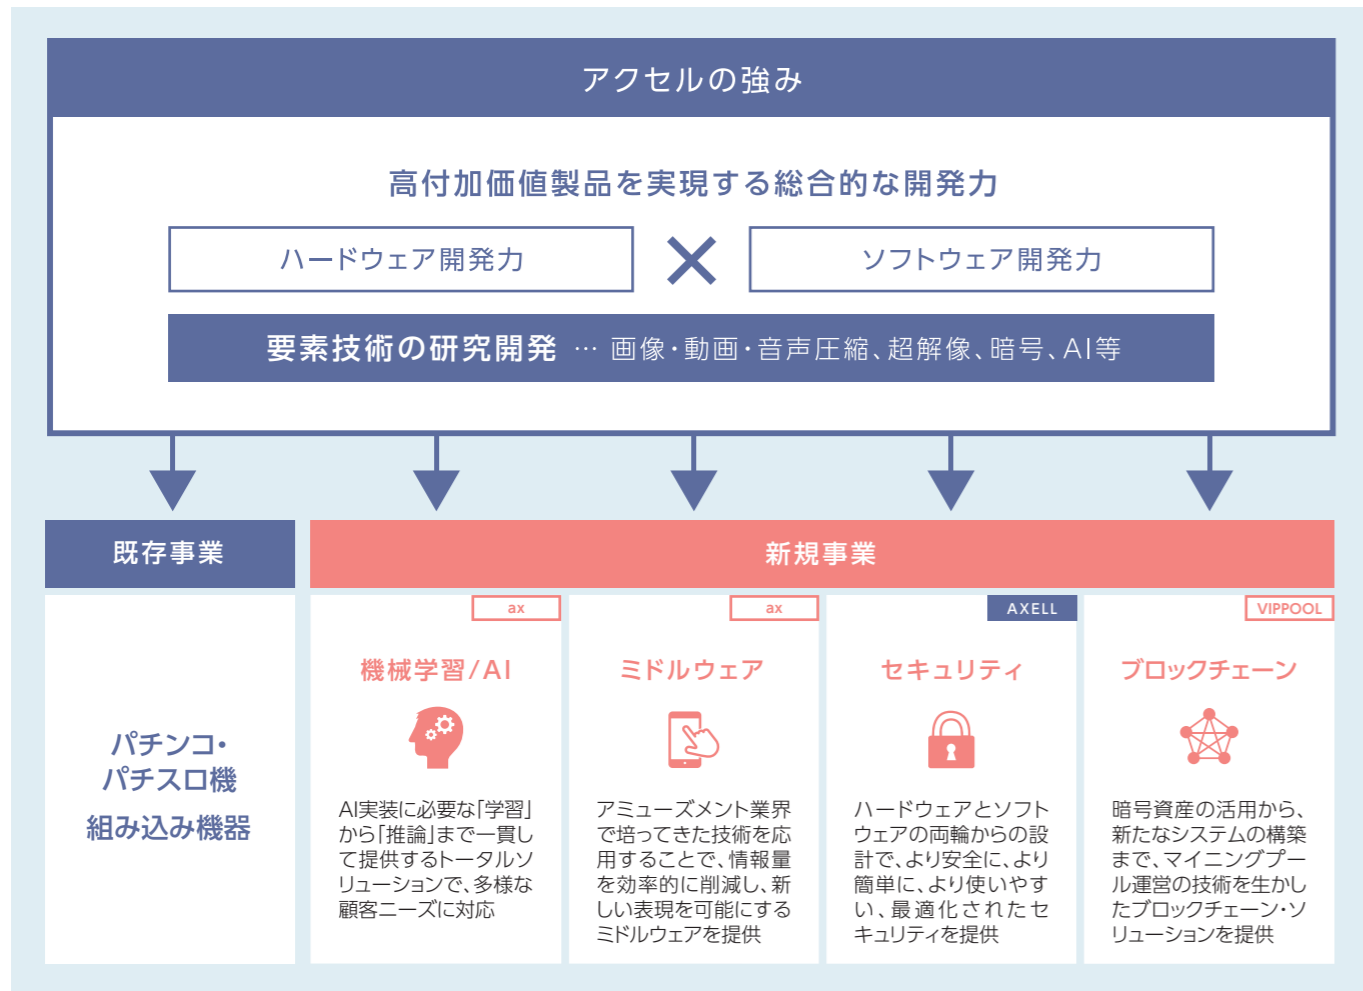 アクセルの強み
高付加価値製品を実現する総合的な開発力
ハードウェア開発力
×
ソフトウェア開発力
要素技術の研究開発 … 画像・動画・音声圧縮、超解像、暗号、AI等
既存事業
新規事業
パチンコ・
パチスロ機
組み込み機器
ax
機械学習/AI
AI実装に必要な「学習」
から「推論」まで一貫し
て提供するトータルソ
リューションで、多様な
顧客ニーズに対応
ax
ミドルウェア
アミューズメント業界
で培ってきた技術を応
用することで、情報量
を効率的に削減し、新
しい表現を可能にする
ミドルウェアを提供
AXELL
セキュリティ
ハードウェアとソフト
ウェアの両輪からの設
計で、より安全に、より
簡単に、より使いやす
い、最適化されたセ
キュリティを提供
VIPPOOL
ブロックチェーン
暗号資産の活用から、
新たなシステムの構築
まで、マイニングプー
ル運営の技術を生かし
たブロックチェーン・ソ
リューションを提供